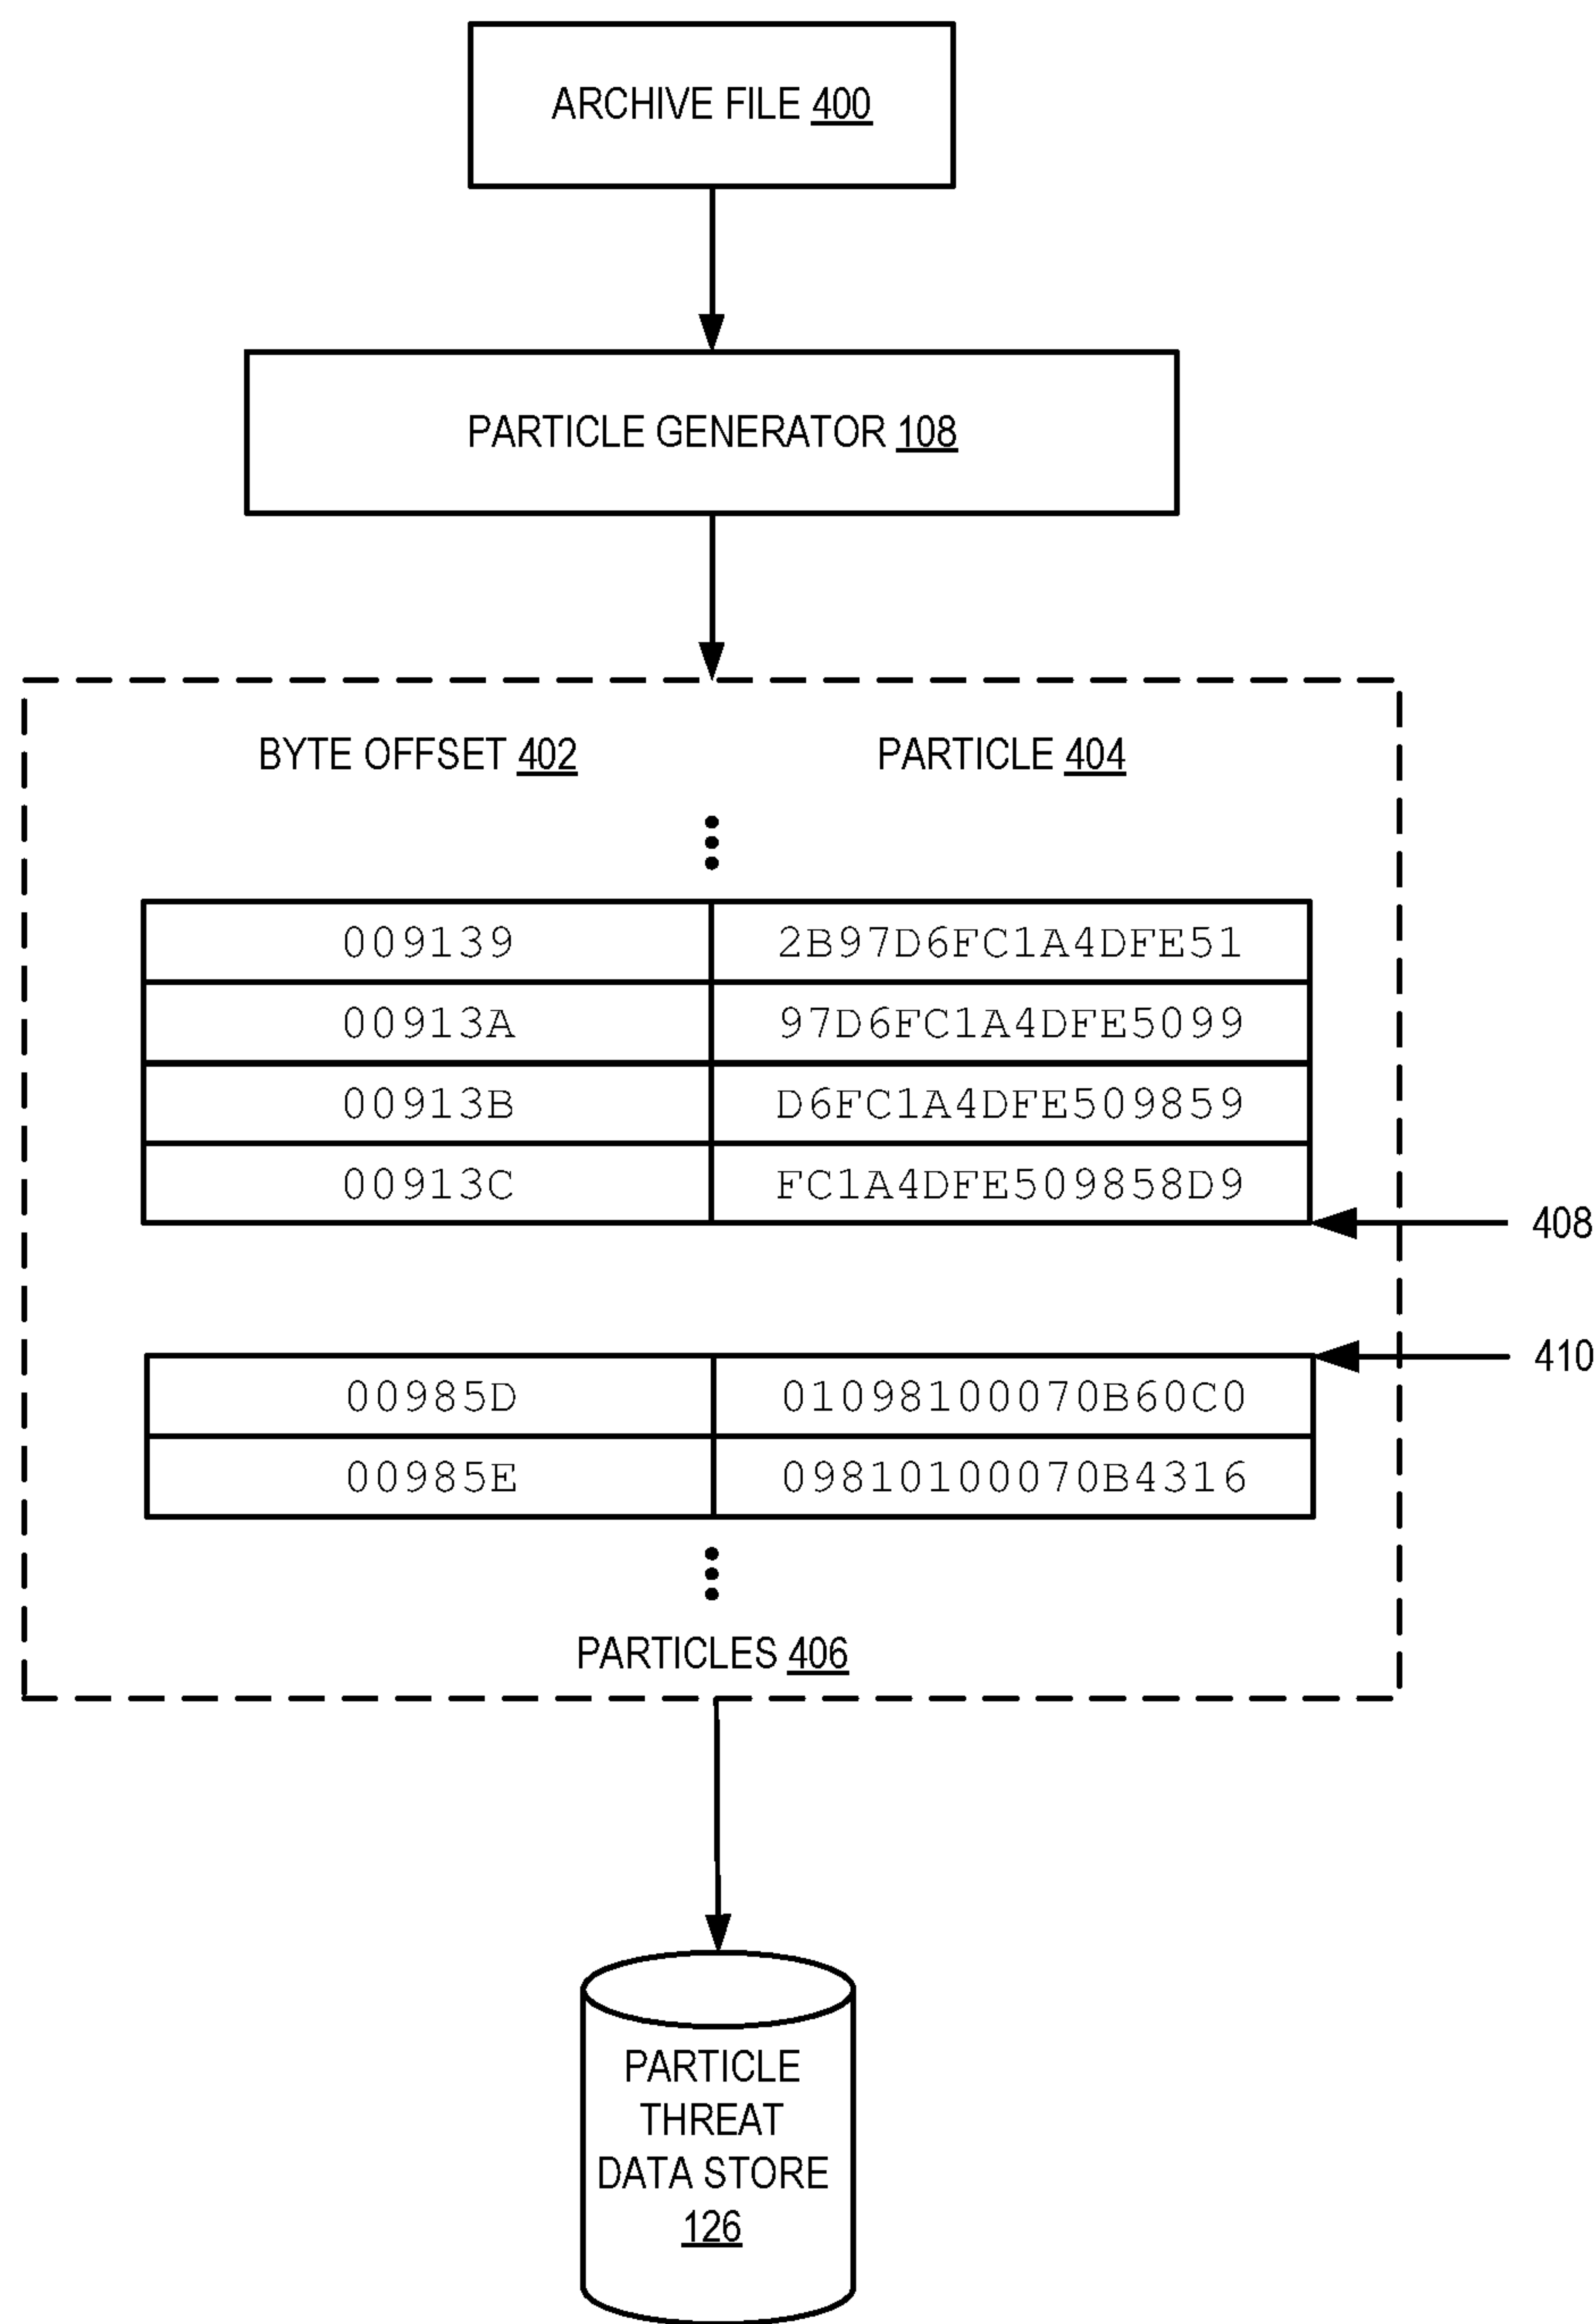 ARCHIVE FILE 400
PARTICLE GENERATOR 108
BYTE OFFSET 402 PARTICLE 404
009139 2B97D6FC1A4DFE51
00913A 97D6FC1A4DFE5099
00913B D6FC1A4DFE509859
00913C FC1A4DFE509858D9
408
410
00985D 01098100070B60C0
00985E 09810100070B4316
PARTICLES 406
PARTICLE
THREAT
DATA STORE
126